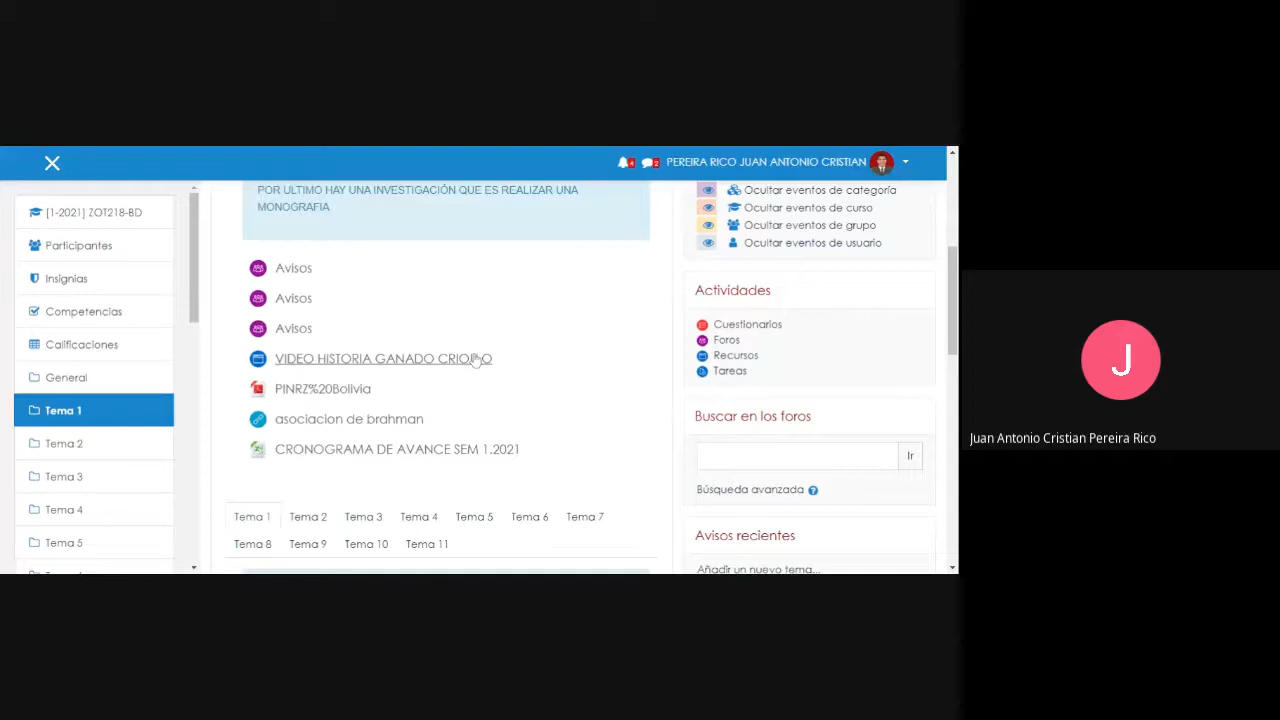 PEREIRA RICO JUAN ANTONIO CRISTIAN
[1-2021] ZOT218-BD
Participantes
Insignias
Competencias
Calificaciones
General
Tema 1
Tema 2
Tema 3
Tema 4
Tema 5
POR ULTIMO HAY UNA INVESTIGACIÓN QUE ES REALIZAR UNA
MONOGRAFIA
Avisos
Avisos
Avisos
VIDEO HISTORIA GANADO CRIOLLO
PINRZ%20Bolivia
asociacion de brahman
CRONOGRAMA DE AVANCE SEM 1.2021
Tema 1 Tema 2 Tema 3 Tema 4 Tema 5 Tema 6 Tema 7
Tema 8 Tema 9 Tema 10 Tema 11
Ocultar eventos de categoría
Ocultar eventos de curso
Ocultar eventos de grupo
Ocultar eventos de usuario
Actividades
Cuestionarios
Foros
Recursos
Tareas
Buscar en los foros
Ir
Búsqueda avanzada
Avisos recientes
Añadir un nuevo tema...
J
Juan Antonio Cristian Pereira Rico